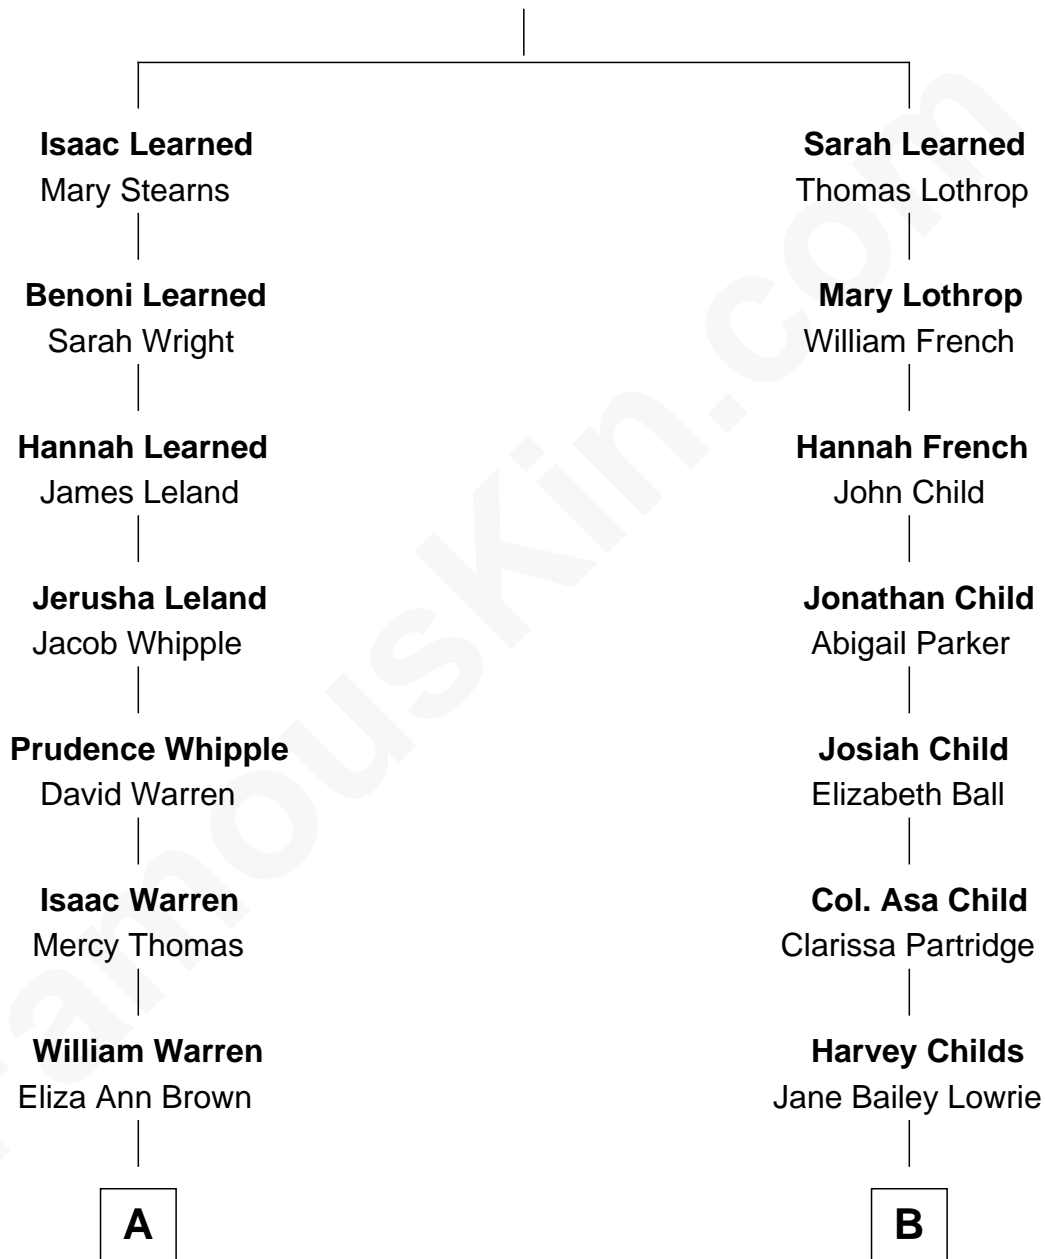 Isaac Learned
Mary Stearns
Benoni Learned
Sarah Wright
Hannah Learned
James Leland
Jerusha Leland
Jacob Whipple
Prudence Whipple
David Warren
Isaac Warren
Mercy Thomas
William Warren
Eliza Ann Brown
A
Sarah Learned
Thomas Lothrop
Mary Lothrop
William French
Hannah French
John Child
Jonathan Child
Abigail Parker
Josiah Child
Elizabeth Ball
Col. Asa Child
Clarissa Partridge
Harvey Childs
Jane Bailey Lowrie
B
FamousKin.com